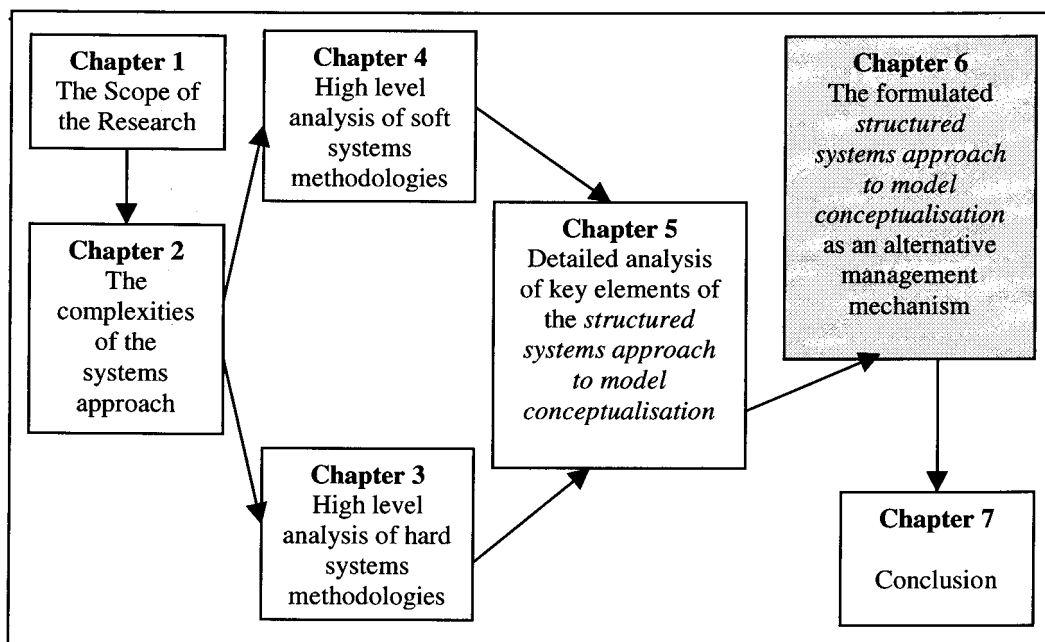 Chapter 1
The Scope of
the Research
Chapter 2
The
complexities
of the
systems
approach
Chapter 4
High level
analysis of soft
systems
methodologies
Chapter 3
High level
analysis of hard
systems
methodologies
Chapter 5
Detailed analysis
of key elements of
the structured
systems approach
to model
conceptualisation
Chapter 6
The formulated
structured
systems approach
to model
conceptualisation
as an alternative
management
mechanism
Chapter 7
Conclusion